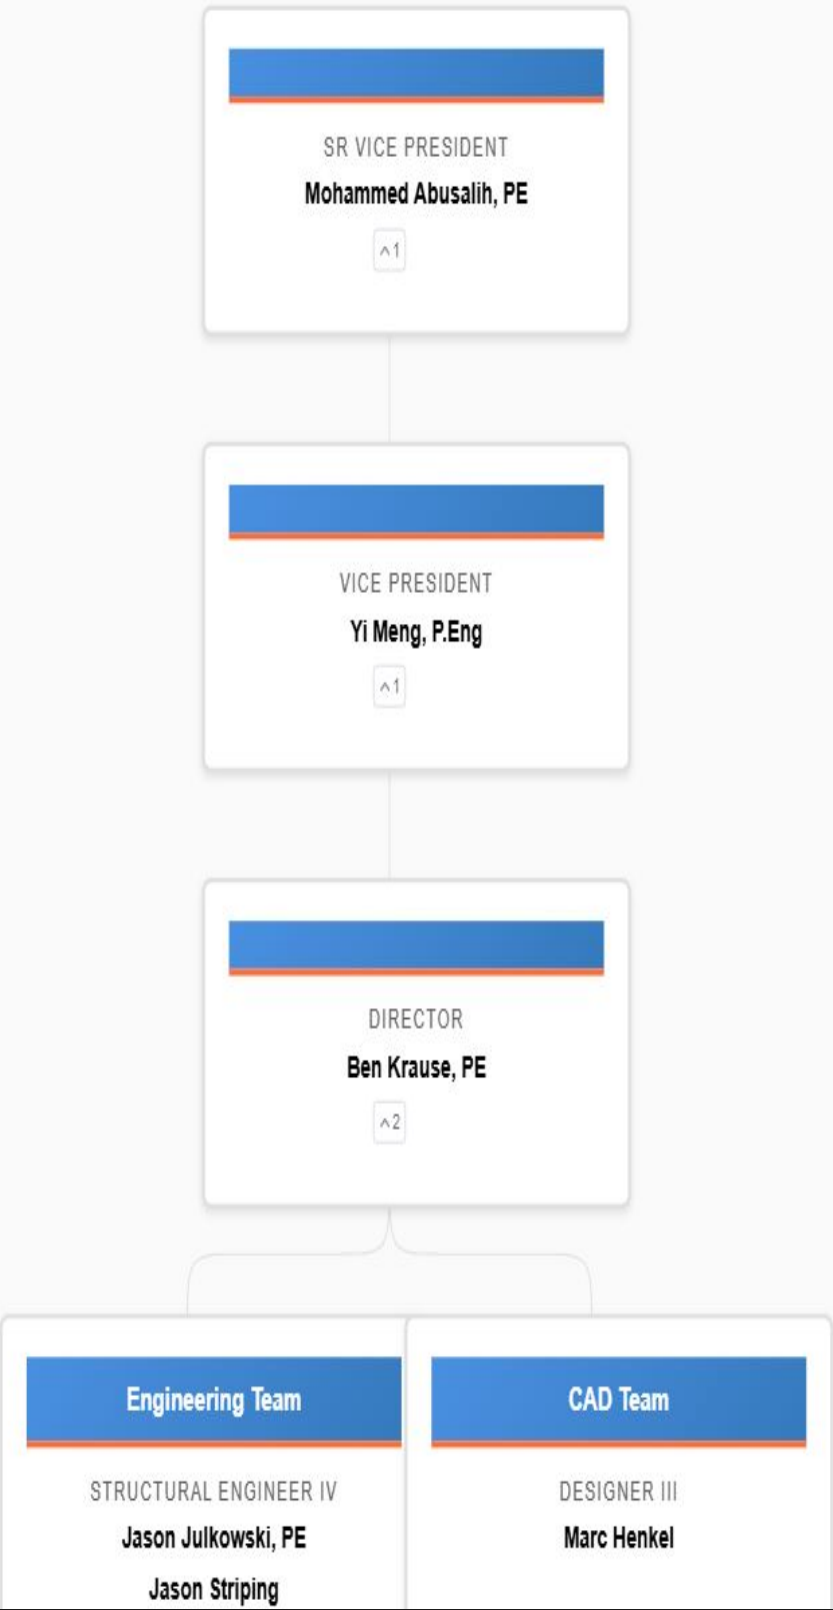 SR VICE PRESIDENT
Mohammed Abusalih, PE
^1
VICE PRESIDENT
Yi Meng, P.Eng
^1
DIRECTOR
Ben Krause, PE
^2
Engineering Team
STRUCTURAL ENGINEER IV
Jason Julkowski, PE
Jason Striping
CAD Team
DESIGNER III
Marc Henkel